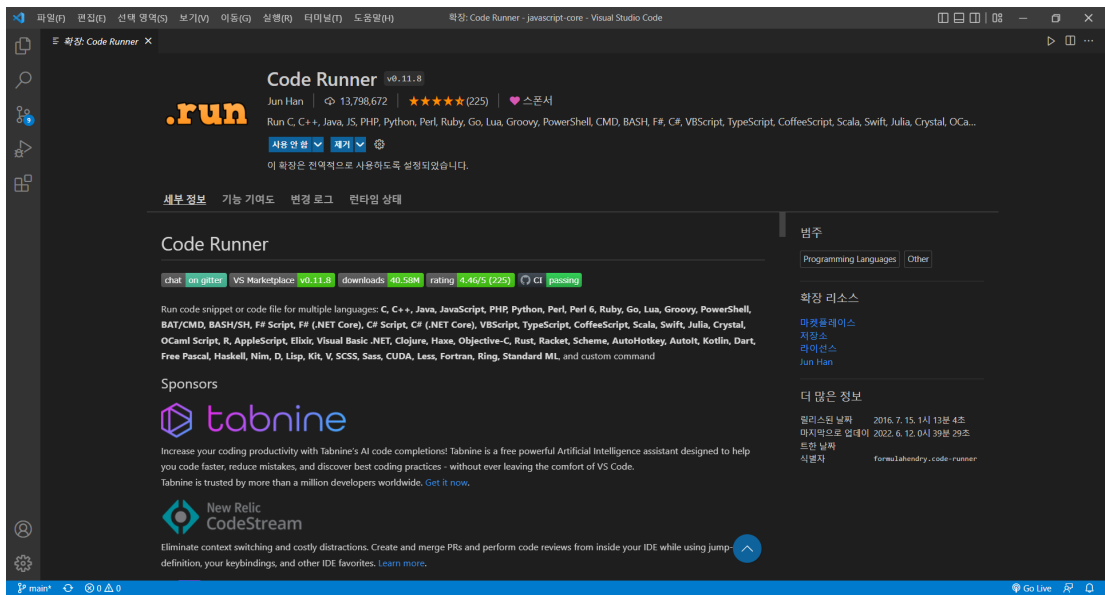 파일(F) 편집(E) 선택 영역(S) 보기(V) 이동(G) 실행(R) 터미널(T) 도움말(H) 확장: Code Runner - javascript-core - Visual Studio Code
확장: Code Runner
Code Runner v0.11.8
.run
Jun Han 13,798,672 (225) 스폰서
Run C, C++, Java, JS, PHP, Python, Perl, Ruby, Go, Lua, Groovy, PowerShell, CMD, BASH, F#, C#, VBScript, TypeScript, CoffeeScript, Scala, Swift, Julia, Crystal, OCa...
사용 안 함 제거
이 확장은 전역적으로 사용하도록 설정되었습니다.
9
세부 정보 기능 기여도 변경 로그 런타임 상태
Code Runner
chat on gitter VS Marketplace v0.11.8 downloads 40.58M rating 4.46/5 (225) CI passing
Run code snippet or code file for multiple languages: C, C++, Java, JavaScript, PHP, Python, Perl, Perl 6, Ruby, Go, Lua, Groovy, PowerShell,
BAT/CMD, BASH/SH, F# Script, F# (.NET Core), C# Script, C# (.NET Core), VBScript, TypeScript, CoffeeScript, Scala, Swift, Julia, Crystal,
OCaml Script, R, AppleScript, Elixir, Visual Basic .NET, Clojure, Haxe, Objective-C, Rust, Racket, Scheme, AutoHotkey, AutoIt, Kotlin, Dart,
Free Pascal, Haskell, Nim, D, Lisp, Kit, V, SCSS, Sass, CUDA, Less, Fortran, Ring, Standard ML, and custom command
Sponsors
tabnine
Increase your coding productivity with Tabnine's AI code completions! Tabnine is a free powerful Artificial Intelligence assistant designed to help
you code faster, reduce mistakes, and discover best coding practices - without ever leaving the comfort of VS Code.
Tabnine is trusted by more than a million developers worldwide. Get it now.
New Relic
CodeStream
Eliminate context switching and costly distractions. Create and merge PRs and perform code reviews from inside your IDE while using jump-
definition, your keybindings, and other IDE favorites. Learn more.
범주
Programming Languages Other
확장 리소스
마켓플레이스
저장소
라이선스
Jun Han
더 많은 정보
릴리스된 날짜 2016. 7. 15. 1시 13분 4초
마지막으로 업데이 2022. 6. 12. 0시 39분 29초
트한 날짜
식별자 formulahendry.code-runner
main* 0 0 Go Live